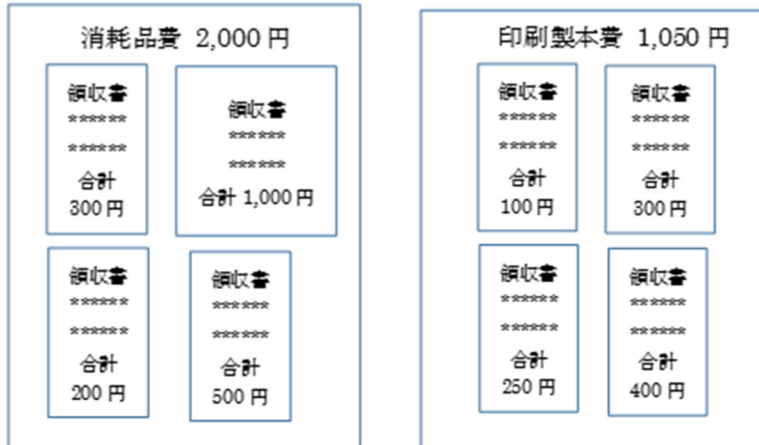 消耗品費 2,000 円
領収書
******
******
合計
300 円
領収書
******
******
合計 1,000 円
領収書
******
******
合計
200 円
領収書
******
******
合計
500 円
印刷製本費 1,050 円
領収書
******
******
合計
100 円
領収書
******
******
合計
300 円
領収書
******
******
合計
250 円
領収書
******
******
合計
400 円